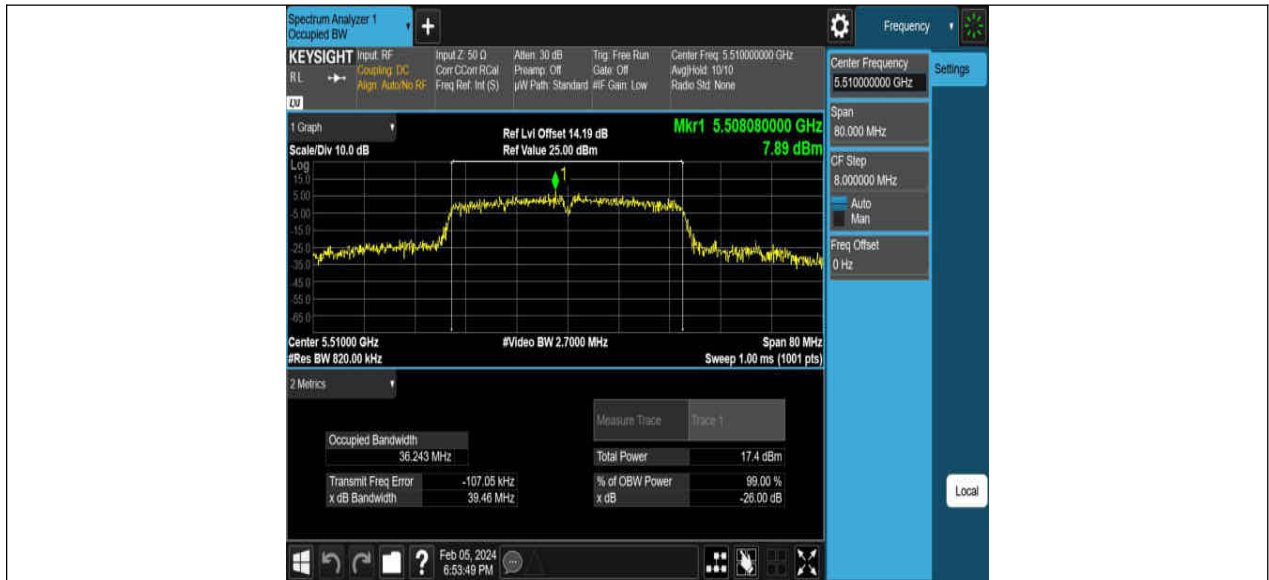 Spectrum Analyzer 1
Occupied BW
+
Frequency
KEYSIGHT
RL
LXI
Input: RF
Coupling: DC
Align: Auto/No RF
Input Z: 50 Ω
Corr CCorr RCal
Freq Ref: Int (S)
Atten: 30 dB
Preamp: Off
µW Path: Standard
Trig: Free Run
Gate: Off
#IF Gain: Low
Center Freq: 5.510000000 GHz
Avg|Hold: 10/10
Radio Std: None
Center Frequency
5.510000000 GHz
Settings
Span
80.000 MHz
CF Step
8.000000 MHz
Auto
Man
Freq Offset
0 Hz
Local
1 Graph
Scale/Div 10.0 dB
Ref Lvl Offset 14.19 dB
Ref Value 25.00 dBm
Mkr1 5.508080000 GHz
7.89 dBm
Log
15.0
5.00
-5.00
-15.0
-25.0
-35.0
-45.0
-55.0
-65.0
1
Center 5.51000 GHz
#Res BW 820.00 kHz
#Video BW 2.7000 MHz
Span 80 MHz
Sweep 1.00 ms (1001 pts)
2 Metrics
Measure Trace Trace 1
Occupied Bandwidth
36.243 MHz
Total Power 17.4 dBm
Transmit Freq Error -107.05 kHz
% of OBW Power 99.00 %
x dB Bandwidth 39.46 MHz
x dB -26.00 dB
?
Feb 05, 2024
6:53:49 PM